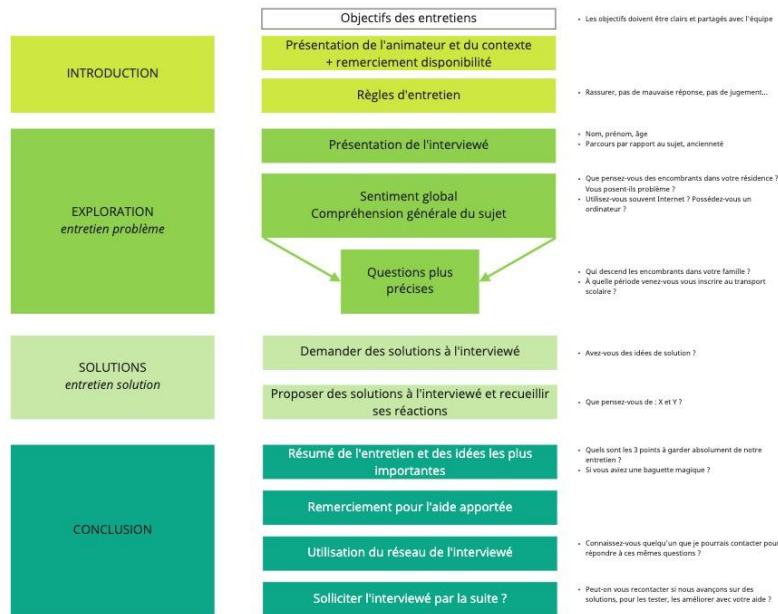 Objectifs des entretiens
• Les objectifs doivent être clairs et partagés avec l'équipe
INTRODUCTION
Présentation de l'animateur et du contexte
+ remerciement disponibilité
Règles d'entretien
• Rassurer, pas de mauvaise réponse, pas de jugement...
EXPLORATION
entretien problème
Présentation de l'interviewé
• Nom, prénom, âge
• Parcours par rapport au sujet, ancienneté
Sentiment global
Compréhension générale du sujet
• Que pensez-vous des encombrants dans votre résidence ?
Vous posent-ils problème ?
• Utilisez-vous souvent Internet ? Possédez-vous un
ordinateur ?
Questions plus
précises
• Qui descend les encombrants dans votre famille ?
• À quelle période venez-vous vous inscrire au transport
scolaire ?
SOLUTIONS
entretien solution
Demander des solutions à l'interviewé
• Avez-vous des idées de solution ?
Proposer des solutions à l'interviewé et recueillir
ses réactions
• Que pensez-vous de : X et Y ?
CONCLUSION
Résumé de l'entretien et des idées les plus
importantes
• Quels sont les 3 points à garder absolument de notre
entretien ?
• Si vous aviez une baguette magique ?
Remerciement pour l'aide apportée
Utilisation du réseau de l'interviewé
• Connaissez-vous quelqu'un que je pourrais contacter pour
répondre à ces mêmes questions ?
Solliciter l'interviewé par la suite ?
• Peut-on vous recontacter si nous avançons sur des
solutions, pour les tester, les améliorer avec votre aide ?